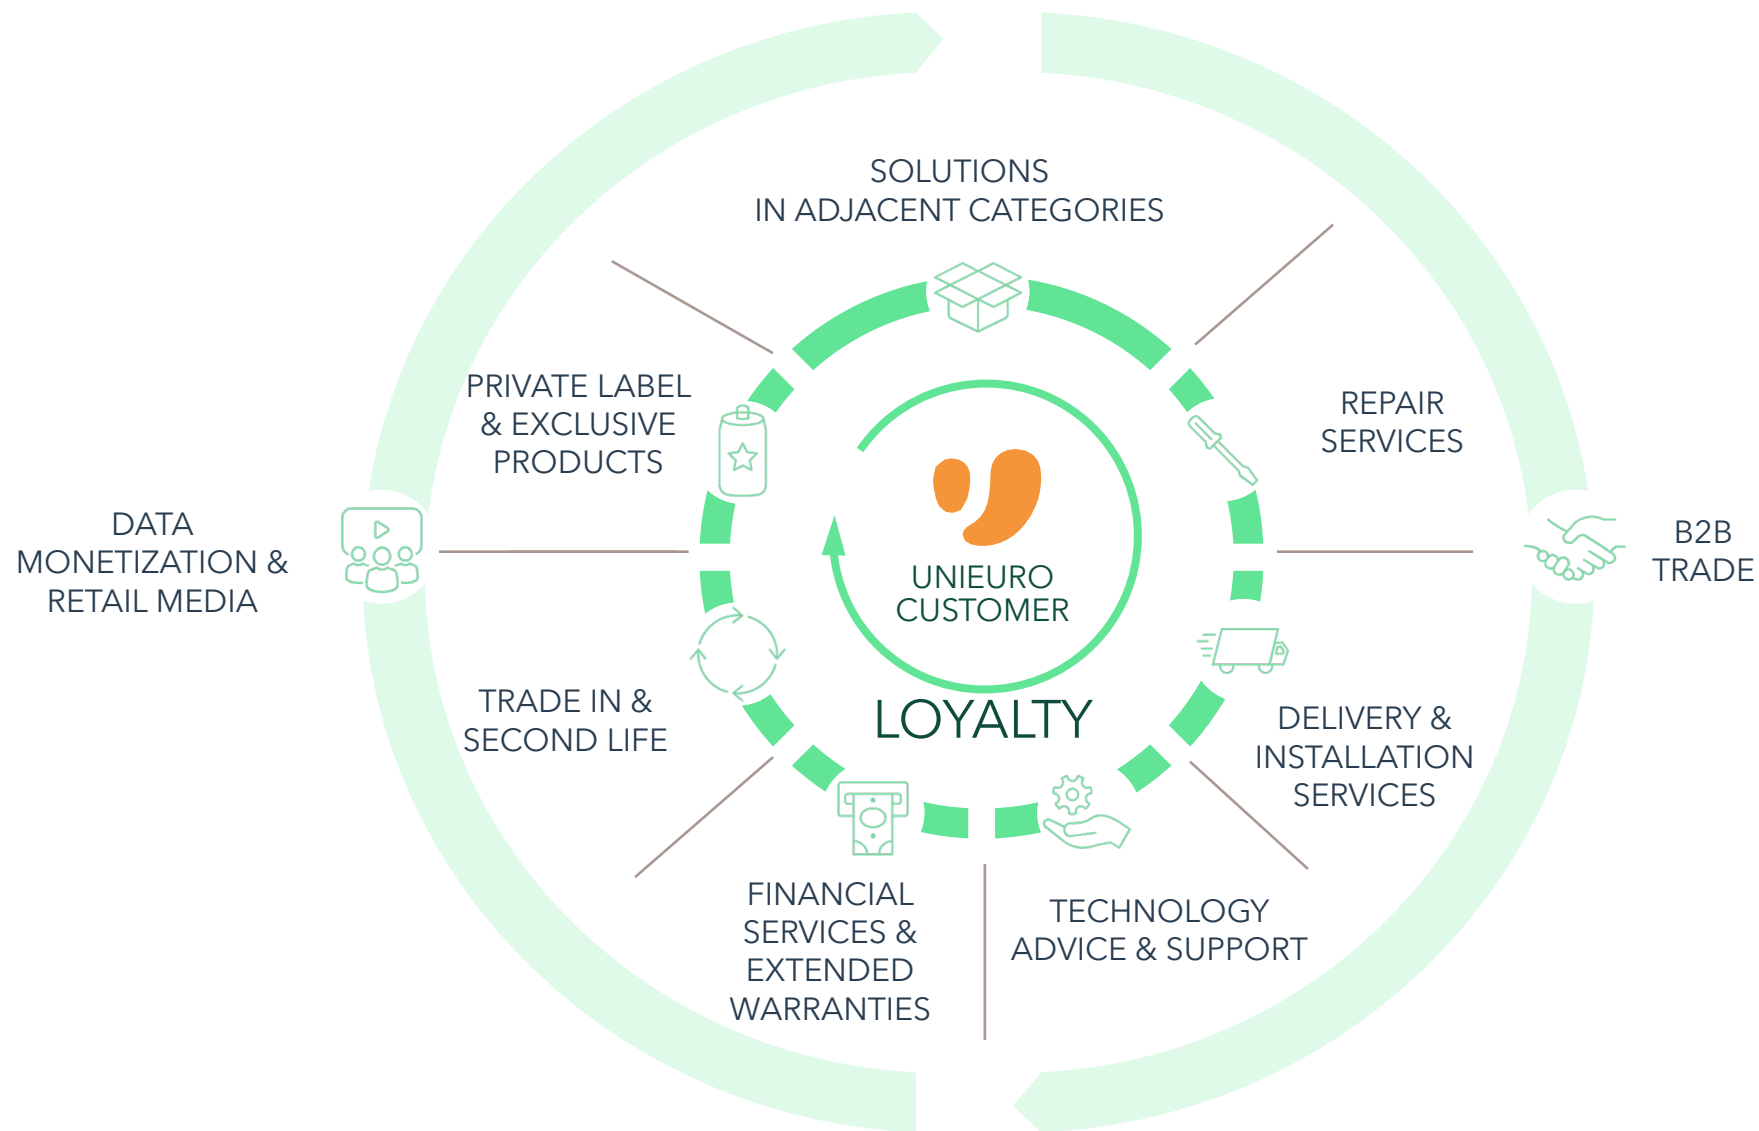 SOLUTIONS
IN ADJACENT CATEGORIES
PRIVATE LABEL
& EXCLUSIVE
PRODUCTS
REPAIR
SERVICES
DATA
MONETIZATION &
RETAIL MEDIA
UNIEURO
CUSTOMER
LOYALTY
B2B
TRADE
TRADE IN &
SECOND LIFE
DELIVERY &
INSTALLATION
SERVICES
FINANCIAL
SERVICES &
EXTENDED
WARRANTIES
TECHNOLOGY
ADVICE & SUPPORT